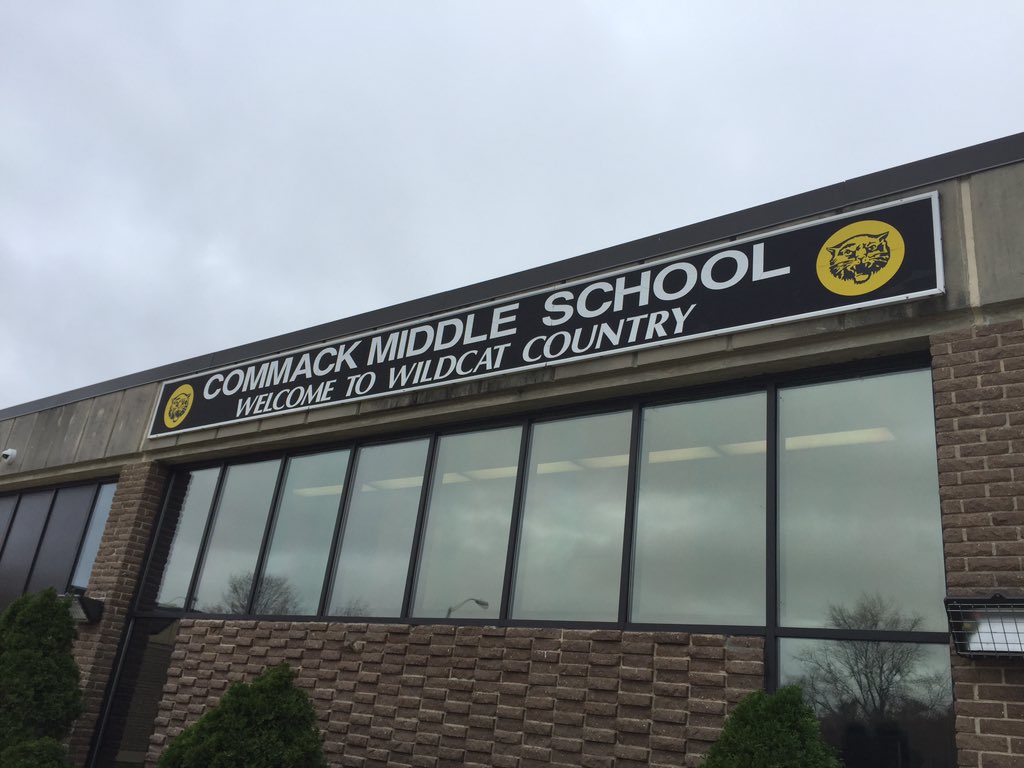 COMMACK MIDDLE SCHOOL
WELCOME TO WILDCAT COUNTRY